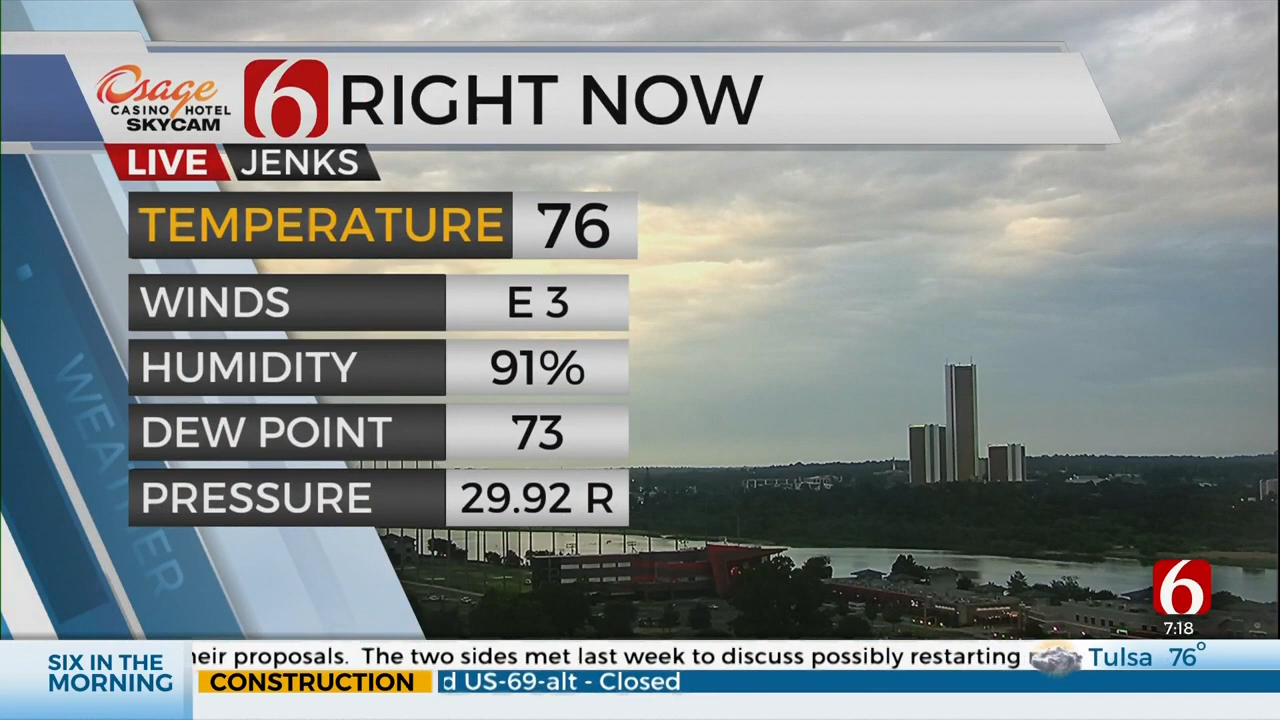 Osage
CASINO HOTEL
SKYCAM
6 RIGHT NOW
LIVE JENKS
TEMPERATURE 76
WINDS E 3
HUMIDITY 91%
DEW POINT 73
PRESSURE 29.92 R
WEATHER
6
7:18
SIX IN THE
MORNING
eir proposals. The two sides met last week to discuss possibly restarting
Tulsa 76°
CONSTRUCTION d US-69-alt - Closed